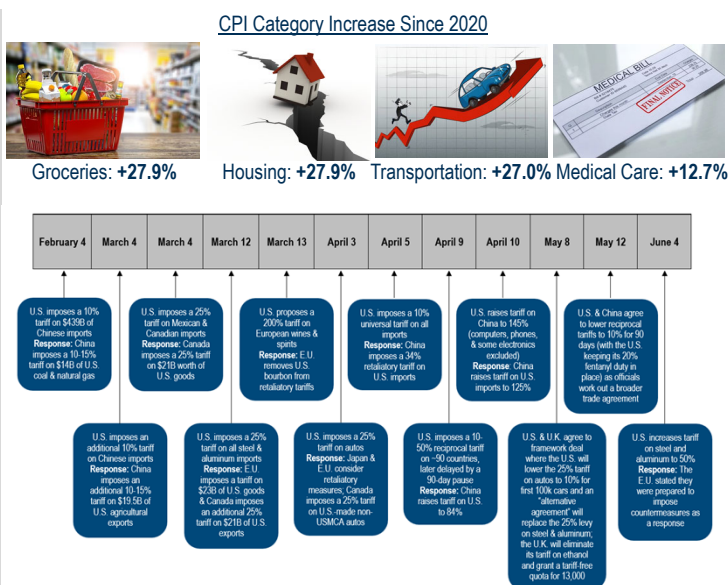 CPI Category Increase Since 2020
MEDICAL BILL
FINAL NOTICE
Groceries: +27.9%
Housing: +27.9%
Transportation: +27.0%
Medical Care: +12.7%
February 4
March 4
March 4
March 12
March 13
April 3
April 5
April 9
April 10
May 8
May 12
June 4
U.S. imposes a 10%
tariff on $439B of
Chinese imports
Response: China
imposes a 10-15%
tariff on $14B of U.S.
coal & natural gas
U.S. imposes a 25%
tariff on Mexican &
Canadian imports
Response: Canada
imposes a 25% tariff
on $21B worth of
U.S. goods
U.S. proposes a
200% tariff on
European wines &
spirits
Response: E.U.
removes U.S.
bourbon from
retaliatory tariffs
U.S. imposes a 10%
universal tariff on all
imports
Response: China
imposes a 34%
retaliatory tariff on
U.S. imports
U.S. raises tariff on
China to 145%
(computers, phones,
& some electronics
excluded)
Response: China
raises tariff on U.S.
imports to 125%
U.S. & China agree
to lower reciprocal
tariffs to 10% for 90
days (with the U.S.
keeping its 20%
fentanyl duty in
place) as officials
work out a broader
trade agreement
U.S. imposes an
additional 10% tariff
on Chinese imports
Response: China
imposes an
additional 10-15%
tariff on $19.5B of
U.S. agricultural
exports
U.S. imposes a 25%
tariff on all steel &
aluminum imports
Response: E.U.
imposes a tariff on
$23B of U.S. goods
& Canada imposes
an additional 25%
tariff on $21B of U.S.
exports
U.S. imposes a 25%
tariff on autos
Response: Japan &
E.U. consider
retaliatory
measures; Canada
imposes a 25% tariff
on U.S.-made non-
USMCA autos
U.S. imposes a 10-
50% reciprocal tariff
on ~90 countries,
later delayed by a
90-day pause
Response: China
raises tariff on U.S.
to 84%
U.S. & U.K. agree to
framework deal
where the U.S. will
lower the 25% tariff
on autos to 10% for
first 100k cars and an
"alternative
agreement" will
replace the 25% levy
on steel & aluminum;
the U.K. will eliminate
its tariff on ethanol
and grant a tariff-free
quota for 13,000
U.S. increases tariff
on steel and
aluminum to 50%
Response: The
E.U. stated they
were prepared to
impose
countermeasures as
a response